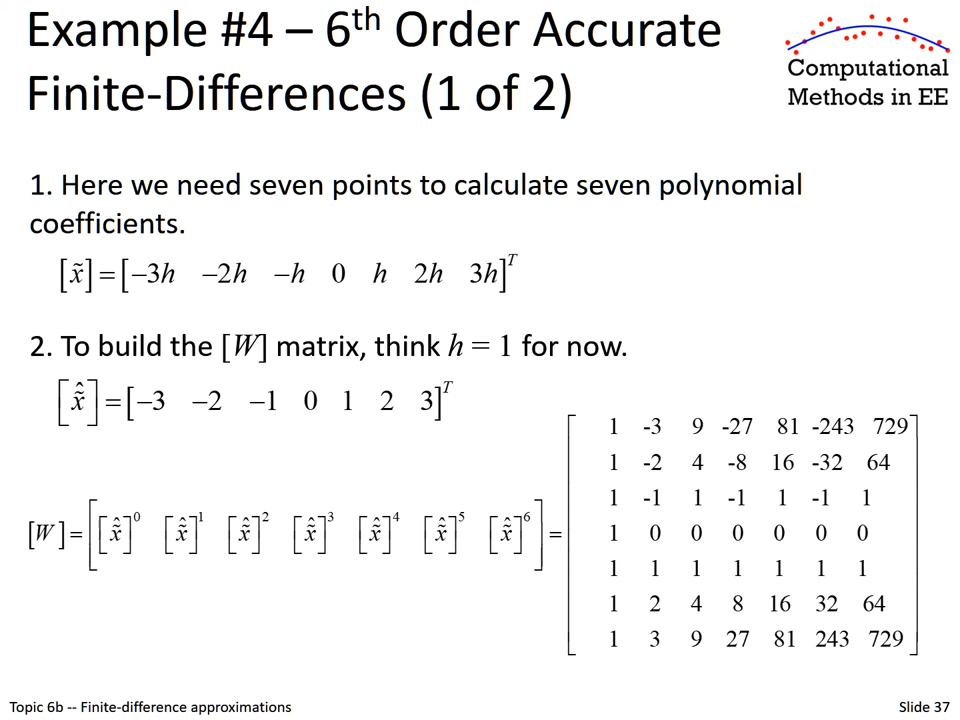 Example #4 – 6th Order Accurate
Finite-Differences (1 of 2)
Computational
Methods in EE
1. Here we need seven points to calculate seven polynomial
coefficients.
[x̃] = [−3h −2h −h 0 h 2h 3h]^T
2. To build the [W] matrix, think h = 1 for now.
[x̃̂] = [−3 −2 −1 0 1 2 3]^T
[W] = [[x̃̂]^0 [x̃̂]^1 [x̃̂]^2 [x̃̂]^3 [x̃̂]^4 [x̃̂]^5 [x̃̂]^6] =
1 -3 9 -27 81 -243 729
1 -2 4 -8 16 -32 64
1 -1 1 -1 1 -1 1
1 0 0 0 0 0 0
1 1 1 1 1 1 1
1 2 4 8 16 32 64
1 3 9 27 81 243 729
Topic 6b -- Finite-difference approximations
Slide 37